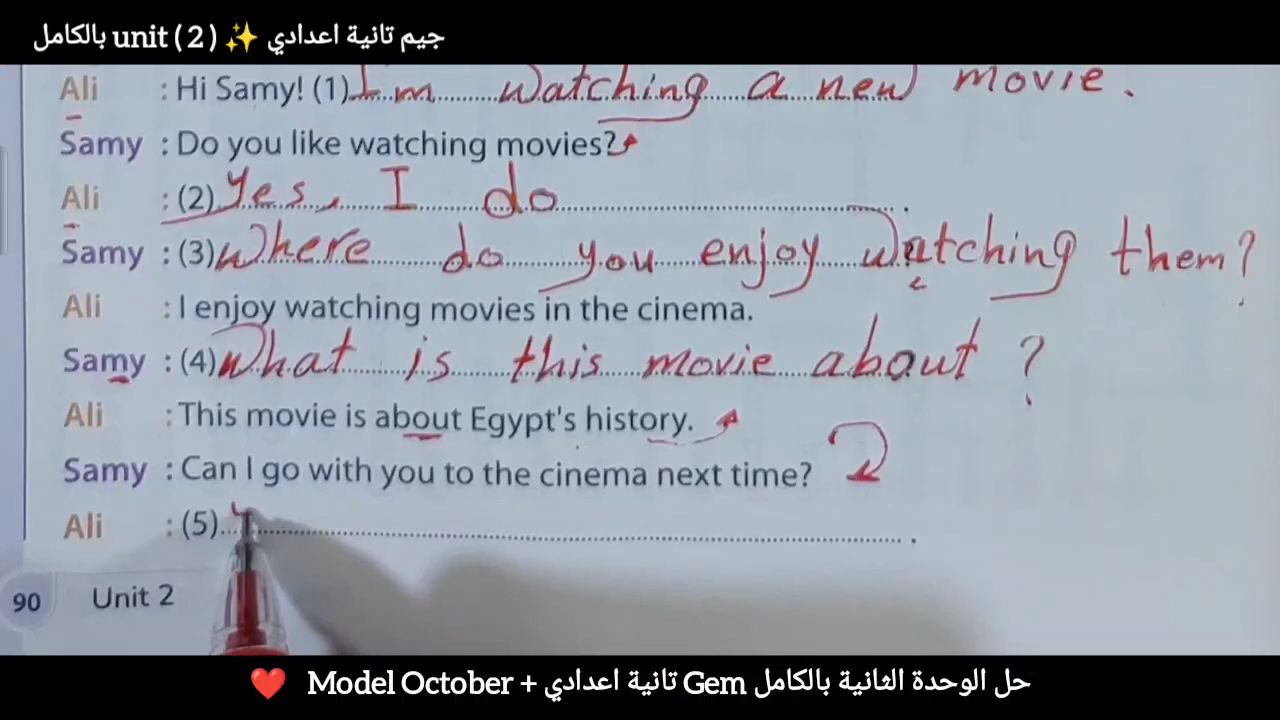 جيم تانية اعدادي ✨ unit ( 2 ) بالكامل
Ali : Hi Samy! (1) I'm watching a new movie.
Samy : Do you like watching movies?
Ali : (2) Yes, I do .
Samy : (3) Where do you enjoy watching them?
Ali : I enjoy watching movies in the cinema.
Samy : (4) What is this movie about ?
Ali : This movie is about Egypt's history.
Samy : Can I go with you to the cinema next time?
Ali : (5) .
90 Unit 2
حل الوحدة الثانية بالكامل Gem تانية اعدادي + Model October ❤️